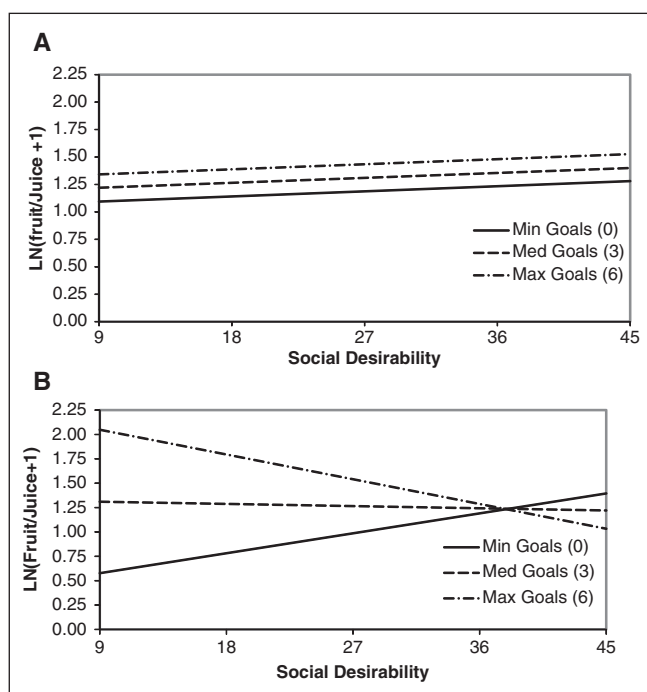 A
LN(fruit/Juice +1)
2.25
2.00
1.75
1.50
1.25
1.00
0.75
0.50
0.25
0.00
Min Goals (0)
Med Goals (3)
Max Goals (6)
9 18 27 36 45
Social Desirability
B
LN(Fruit/Juice+1)
2.25
2.00
1.75
1.50
1.25
1.00
0.75
0.50
0.25
0.00
Min Goals (0)
Med Goals (3)
Max Goals (6)
9 18 27 36 45
Social Desirability